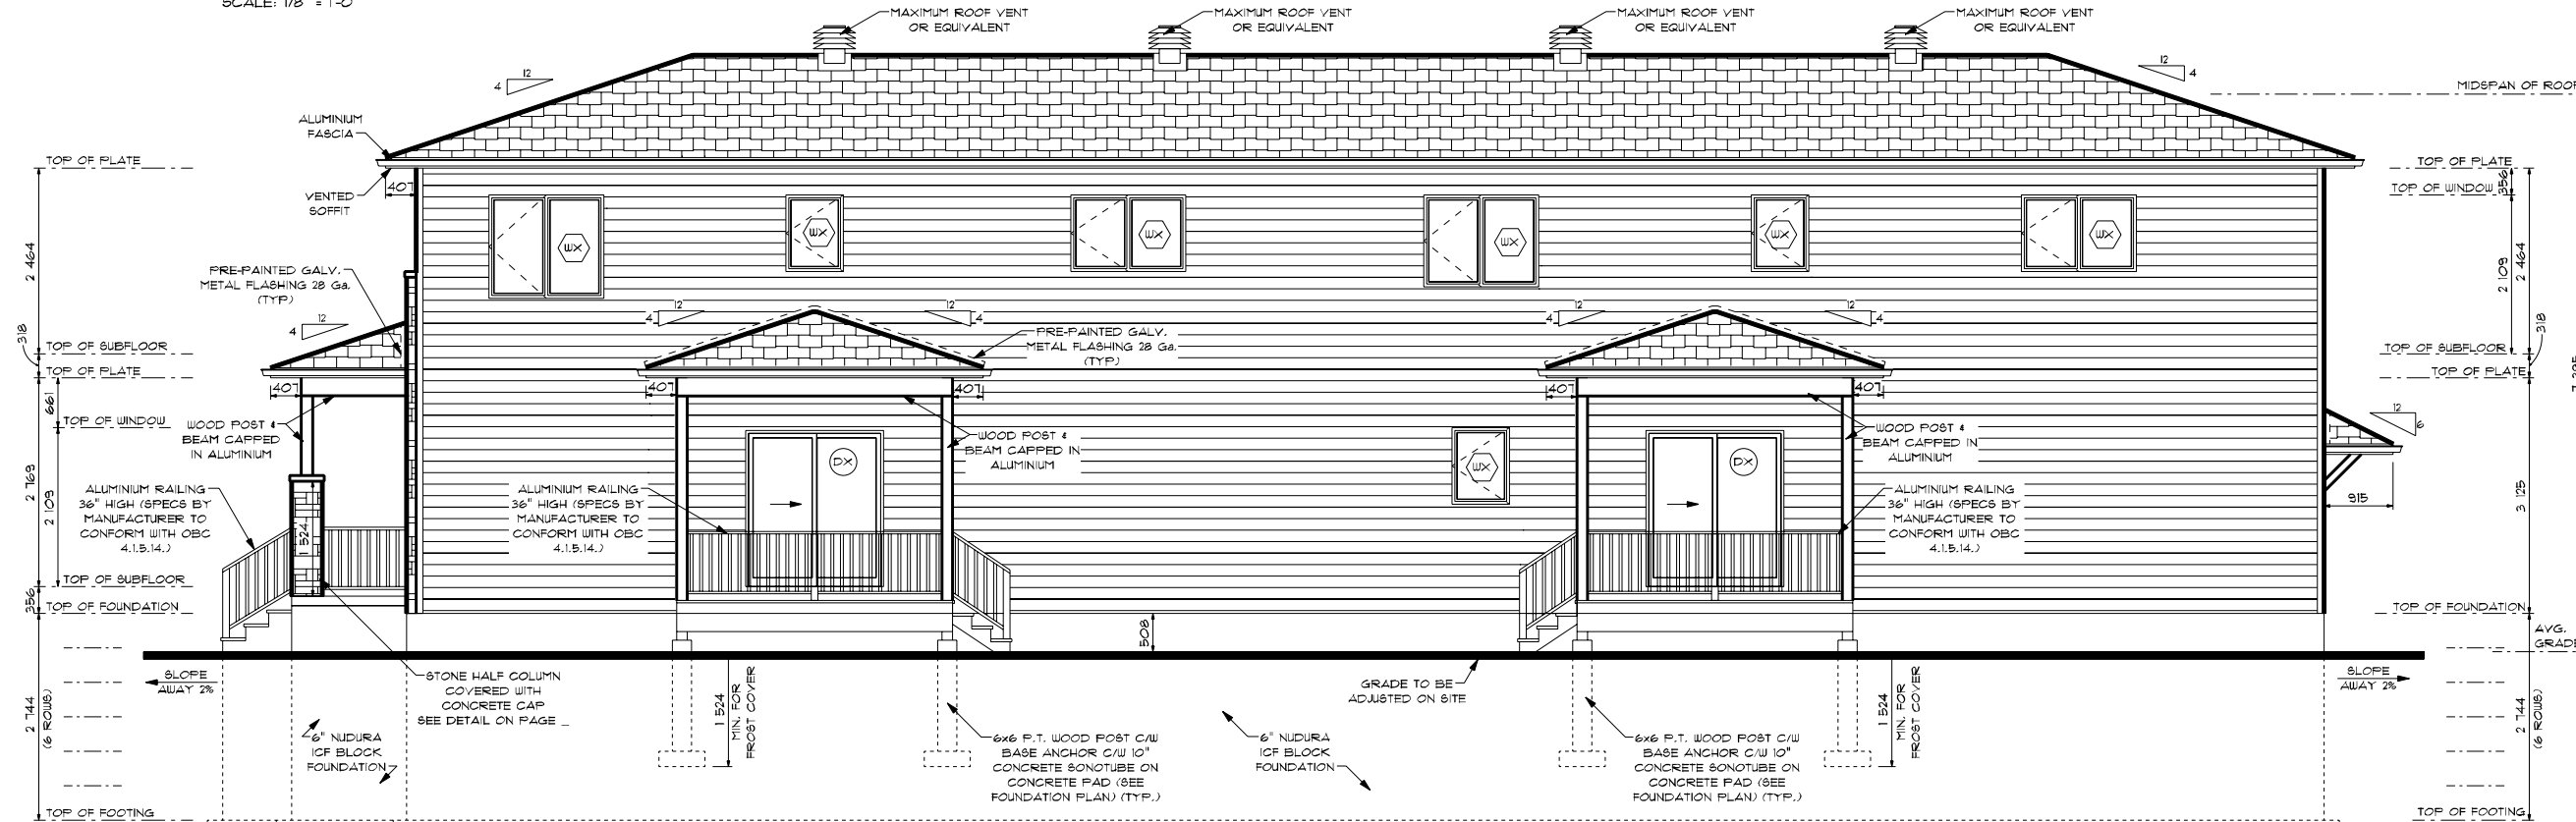 SCALE: 1/8" = 1'-0"
MAXIMUM ROOF VENT
OR EQUIVALENT
MAXIMUM ROOF VENT
OR EQUIVALENT
MAXIMUM ROOF VENT
OR EQUIVALENT
MAXIMUM ROOF VENT
OR EQUIVALENT
12
4
12
4
MIDSPAN OF ROOF
ALUMINIUM
FASCIA
TOP OF PLATE
TOP OF PLATE
407
VENTED
SOFFIT
TOP OF WINDOW
356
2 464
2 109
2 464
WX
WX
WX
WX
WX
WX
PRE-PAINTED GALV.
METAL FLASHING 28 Ga.
(TYP.)
12
4
12
4
12
4
12
4
12
4
PRE-PAINTED GALV.
METAL FLASHING 28 Ga.
(TYP.)
318
TOP OF SUBFLOOR
TOP OF PLATE
318
TOP OF SUBFLOOR
TOP OF PLATE
407
407
407
407
407
661
TOP OF WINDOW
WOOD POST &
BEAM CAPPED
IN ALUMINIUM
WOOD POST &
BEAM CAPPED IN
ALUMINIUM
WOOD POST &
BEAM CAPPED IN
ALUMINIUM
12
6
915
DX
WX
DX
2 769
2 109
3 125
ALUMINIUM RAILING
36" HIGH (SPECS BY
MANUFACTURER TO
CONFORM WITH OBC
4.1.5.14.)
1 524
ALUMINIUM RAILING
36" HIGH (SPECS BY
MANUFACTURER TO
CONFORM WITH OBC
4.1.5.14.)
ALUMINIUM RAILING
36" HIGH (SPECS BY
MANUFACTURER TO
CONFORM WITH OBC
4.1.5.14.)
TOP OF SUBFLOOR
356
TOP OF FOUNDATION
TOP OF FOUNDATION
508
AVG.
GRADE
SLOPE
AWAY 2%
SLOPE
AWAY 2%
STONE HALF COLUMN
COVERED WITH
CONCRETE CAP
SEE DETAIL ON PAGE _
GRADE TO BE
ADJUSTED ON SITE
1 524
MIN. FOR
FROST COVER
1 524
MIN. FOR
FROST COVER
2 744
(6 ROWS)
2 744
(6 ROWS)
6" NUDURA
ICF BLOCK
FOUNDATION
6x6 P.T. WOOD POST C/W
BASE ANCHOR C/W 10"
CONCRETE SONOTUBE ON
CONCRETE PAD (SEE
FOUNDATION PLAN) (TYP.)
6" NUDURA
ICF BLOCK
FOUNDATION
6x6 P.T. WOOD POST C/W
BASE ANCHOR C/W 10"
CONCRETE SONOTUBE ON
CONCRETE PAD (SEE
FOUNDATION PLAN) (TYP.)
TOP OF FOOTING
TOP OF FOOTING